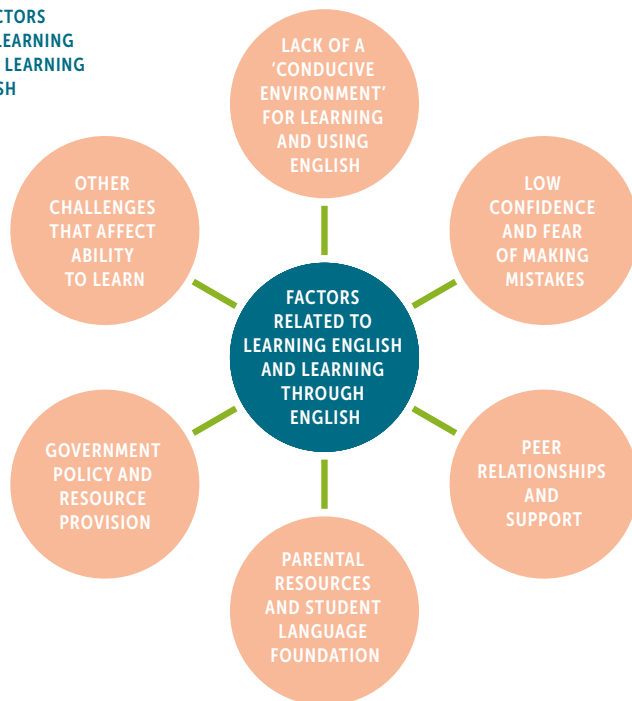 LEARNING
LEARNING
LACK OF A
‘CONDUCIVE
ENVIRONMENT’
FOR LEARNING
AND USING
ENGLISH
LOW
CONFIDENCE
AND FEAR
OF MAKING
MISTAKES
PEER
RELATIONSHIPS
AND
SUPPORT
PARENTAL
RESOURCES
AND STUDENT
LANGUAGE
FOUNDATION
GOVERNMENT
POLICY AND
RESOURCE
PROVISION
OTHER
CHALLENGES
THAT AFFECT
ABILITY
TO LEARN
FACTORS
RELATED TO
LEARNING ENGLISH
AND LEARNING
THROUGH
ENGLISH